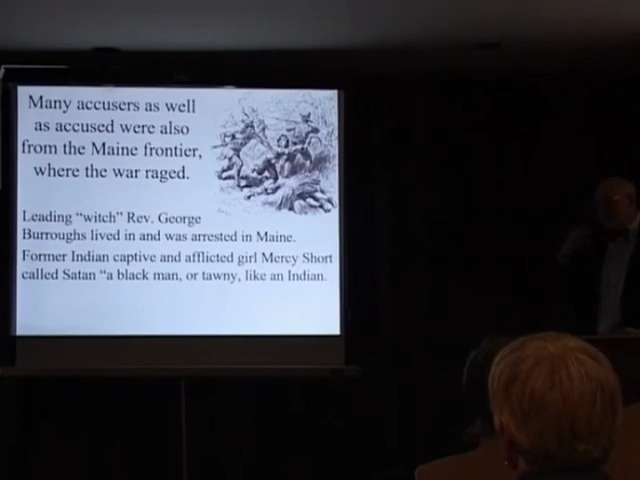 Many accusers as well
as accused were also
from the Maine frontier,
where the war raged.
Leading “witch” Rev. George
Burroughs lived in and was arrested in Maine.
Former Indian captive and afflicted girl Mercy Short
called Satan “a black man, or tawny, like an Indian.